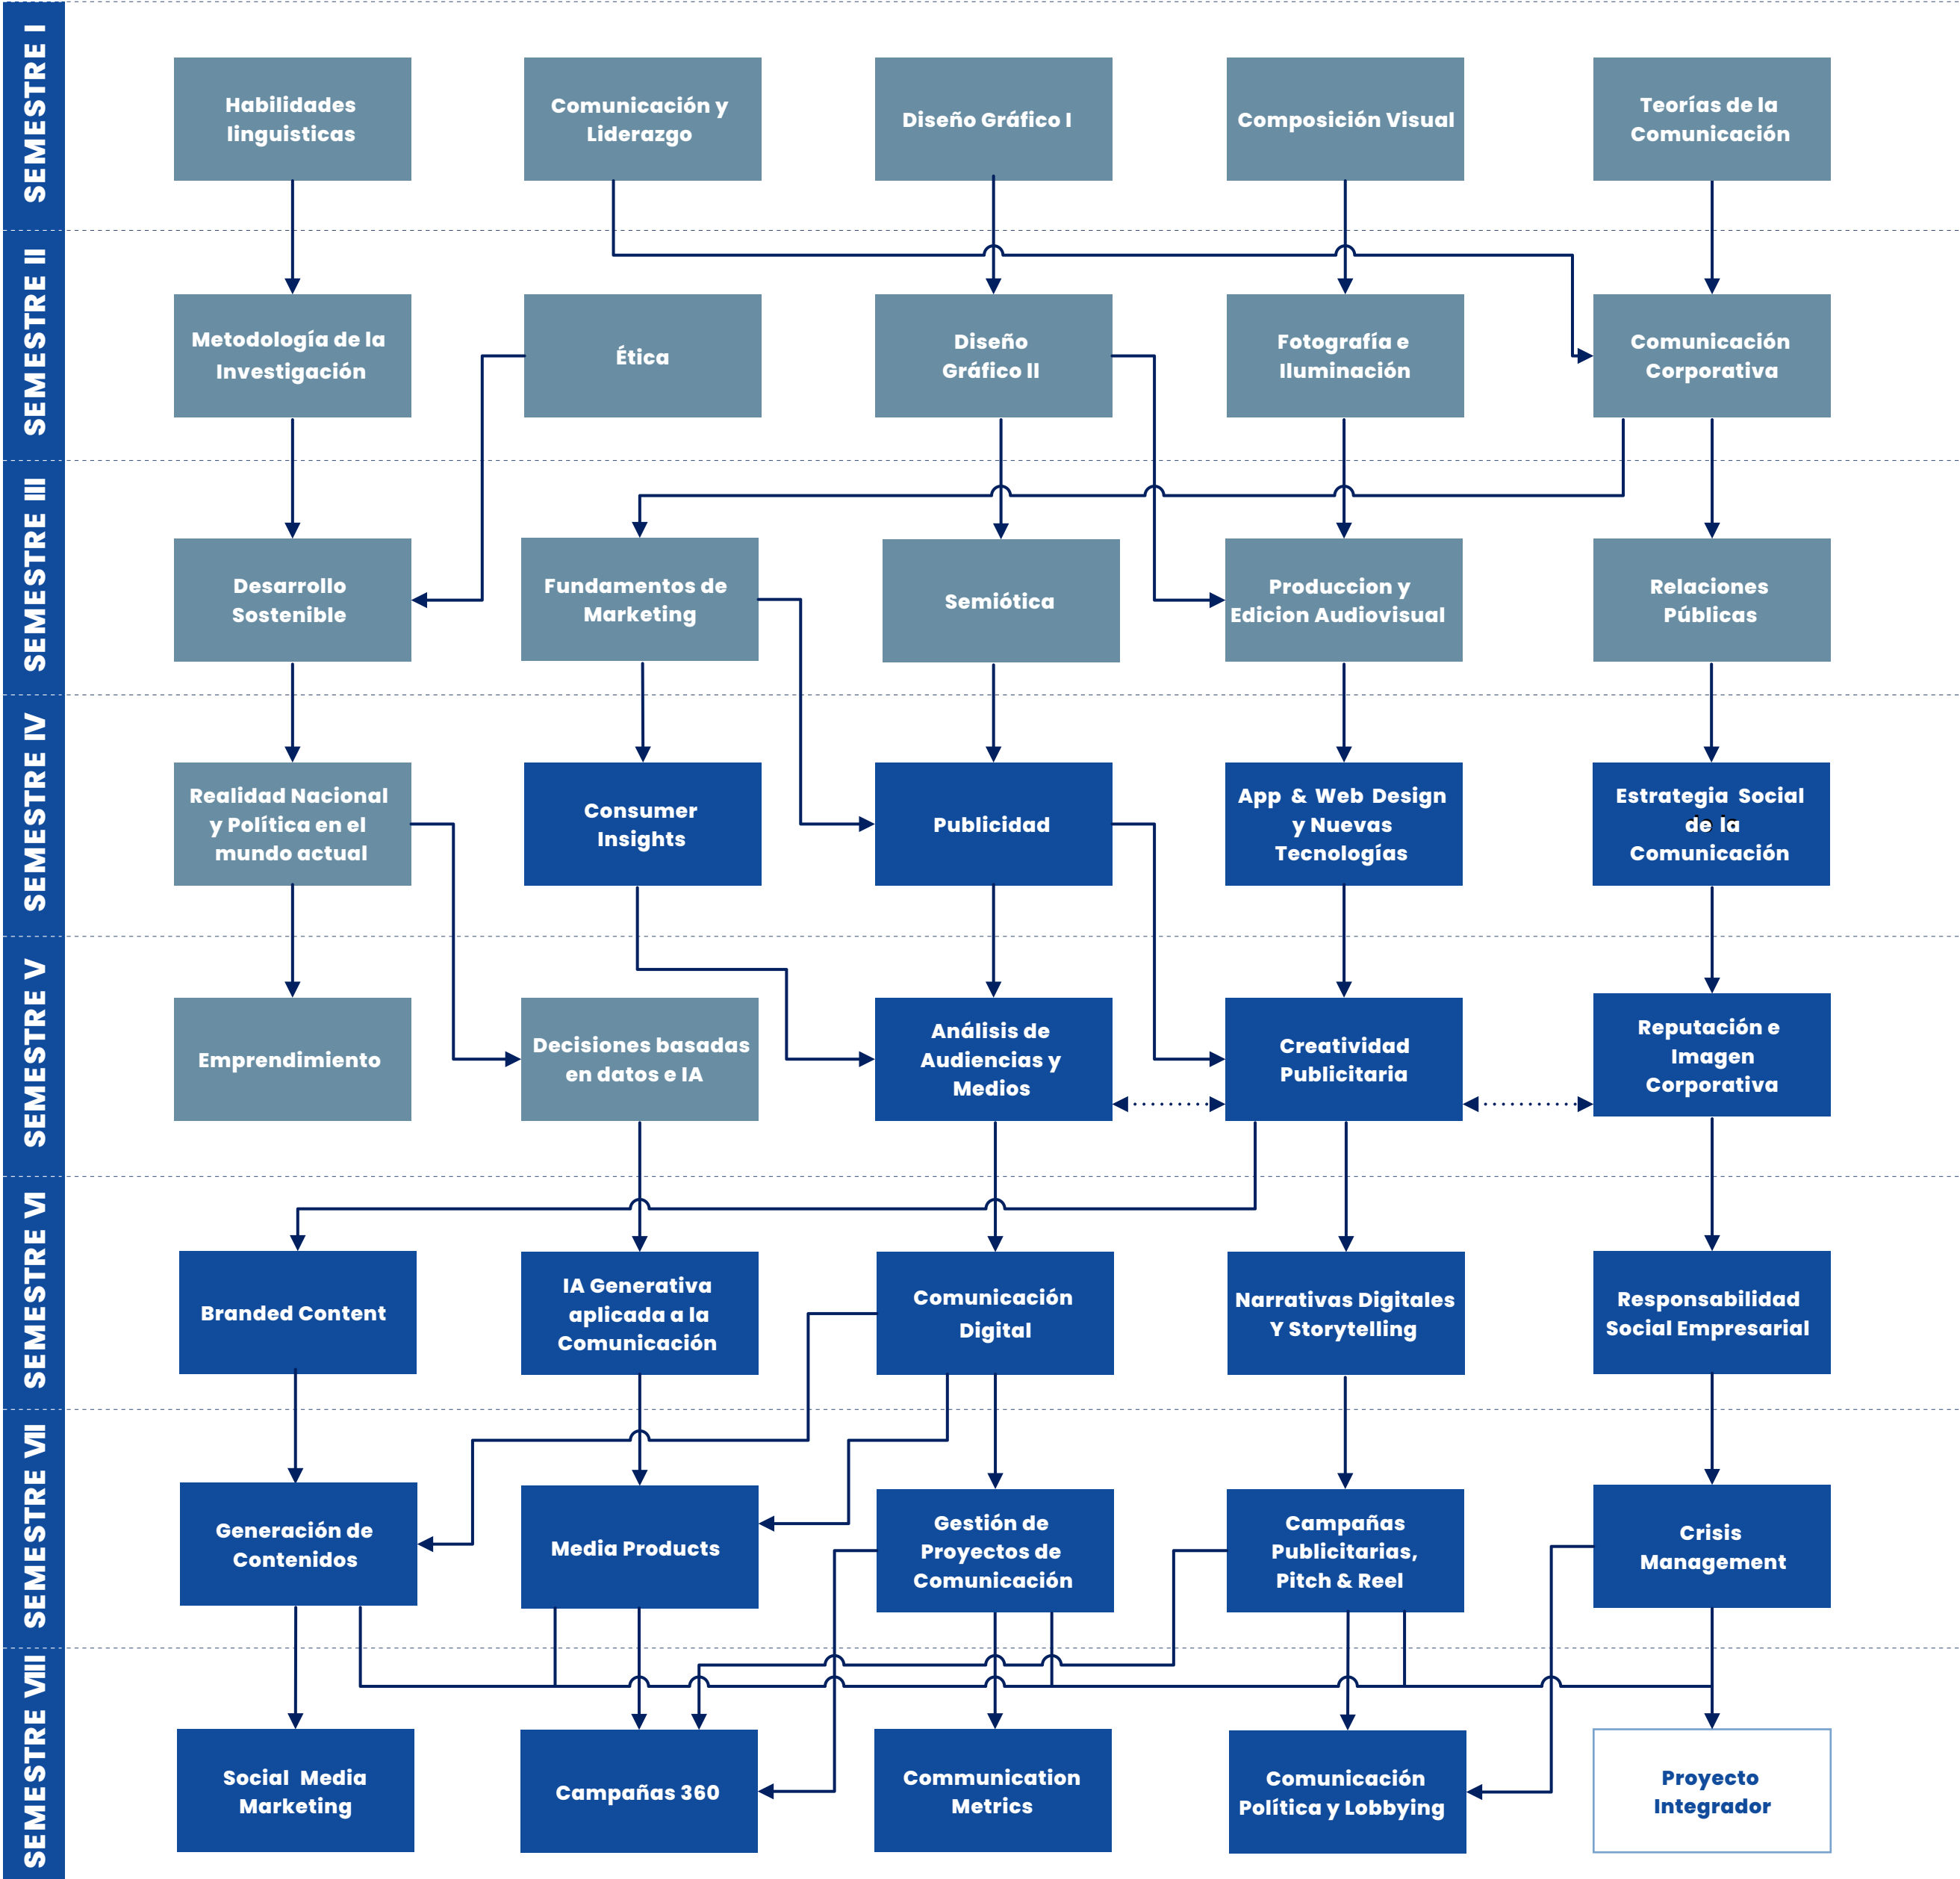 SEMESTRE I
Habilidades
linguisticas
Comunicación y
Liderazgo
Diseño Gráfico I
Composición Visual
Teorías de la
Comunicación
SEMESTRE II
Metodología de la
Investigación
Ética
Diseño
Gráfico II
Fotografía e
Iluminación
Comunicación
Corporativa
SEMESTRE III
Desarrollo
Sostenible
Fundamentos de
Marketing
Semiótica
Produccion y
Edicion Audiovisual
Relaciones
Públicas
SEMESTRE IV
Realidad Nacional
y Política en el
mundo actual
Consumer
Insights
Publicidad
App & Web Design
y Nuevas
Tecnologías
Estrategia Social
de la
Comunicación
SEMESTRE V
Emprendimiento
Decisiones basadas
en datos e IA
Análisis de
Audiencias y
Medios
Creatividad
Publicitaria
Reputación e
Imagen
Corporativa
SEMESTRE VI
Branded Content
IA Generativa
aplicada a la
Comunicación
Comunicación
Digital
Narrativas Digitales
Y Storytelling
Responsabilidad
Social Empresarial
SEMESTRE VII
Generación de
Contenidos
Media Products
Gestión de
Proyectos de
Comunicación
Campañas
Publicitarias,
Pitch & Reel
Crisis
Management
SEMESTRE VIII
Social Media
Marketing
Campañas 360
Communication
Metrics
Comunicación
Política y Lobbying
Proyecto
Integrador